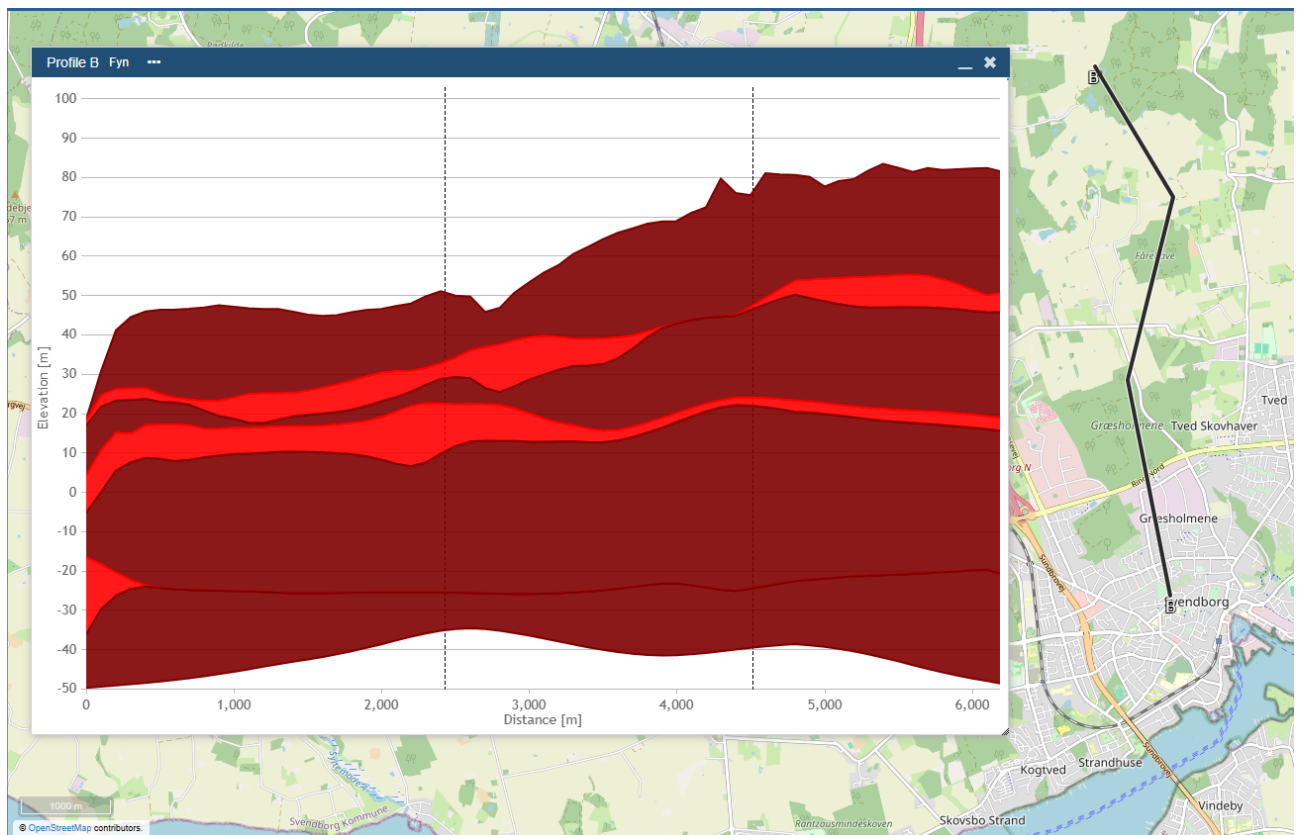 Profile B Fyn •••
100
90
80
70
60
50
40
30
20
10
0
-10
-20
-30
-40
-50
Elevation [m]
0 1,000 2,000 3,000 4,000 5,000 6,000
Distance [m]
B
Tved
Græsholmene
Tved Skovhaver
Ring Nord
Græsholmene
Sundbrovej
Svendborg
B
Sundbrovej
Kogtved
Strandhuse
Vindeby
Skovsbo Strand
Rantzausmindeskoven
Svendborg Kommune
1000 m
© OpenStreetMap contributors.